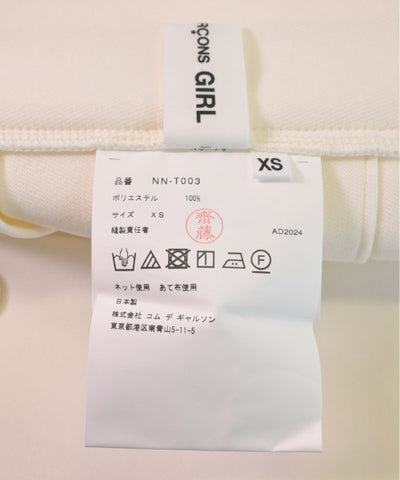 RÇONS
GIRL
XS
品番 NN-T003
ポリエステル 100%
サイズ XS
縫製責任者 齋藤 AD2024
ネット使用 あて布使用
日本製
株式会社 コム デ ギャルソン
東京都港区南青山5-11-5